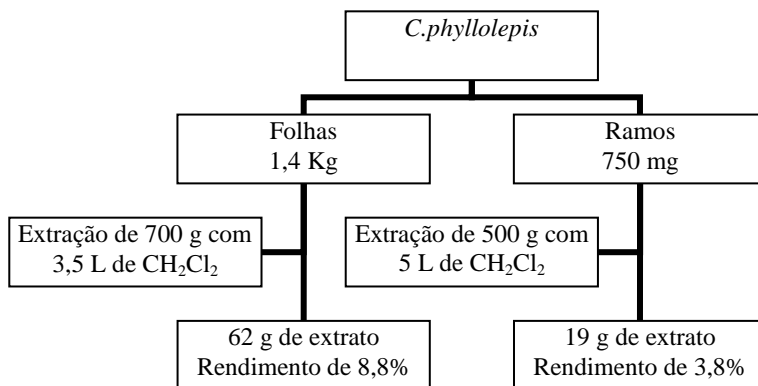 C.phyllolepis
Folhas
1,4 Kg
Ramos
750 mg
Extração de 700 g com
3,5 L de CH₂Cl₂
Extração de 500 g com
5 L de CH₂Cl₂
62 g de extrato
Rendimento de 8,8%
19 g de extrato
Rendimento de 3,8%